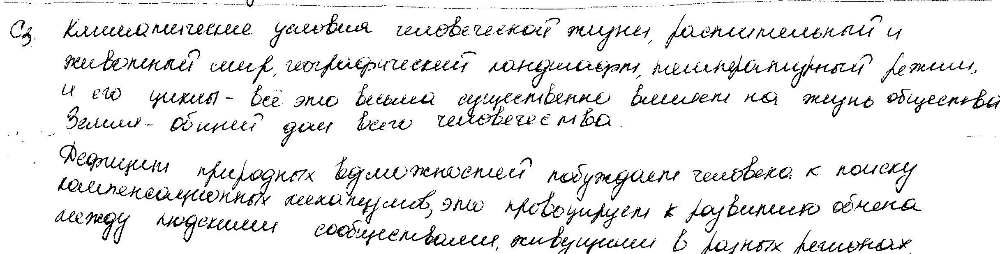 С3. Климатические условия человеческой жизни, растительный и
животный мир, географический ландшафт, температурный режим,
и его циклы - всё это весьма существенно влияет на жизнь общества
Земля - общий дом всего человечества.
Дефицит природных возможностей побуждает человека к поиску
компенсационных механизмов, это провоцирует к развитию обмена
между людскими сообществами, живущими в разных регионах.